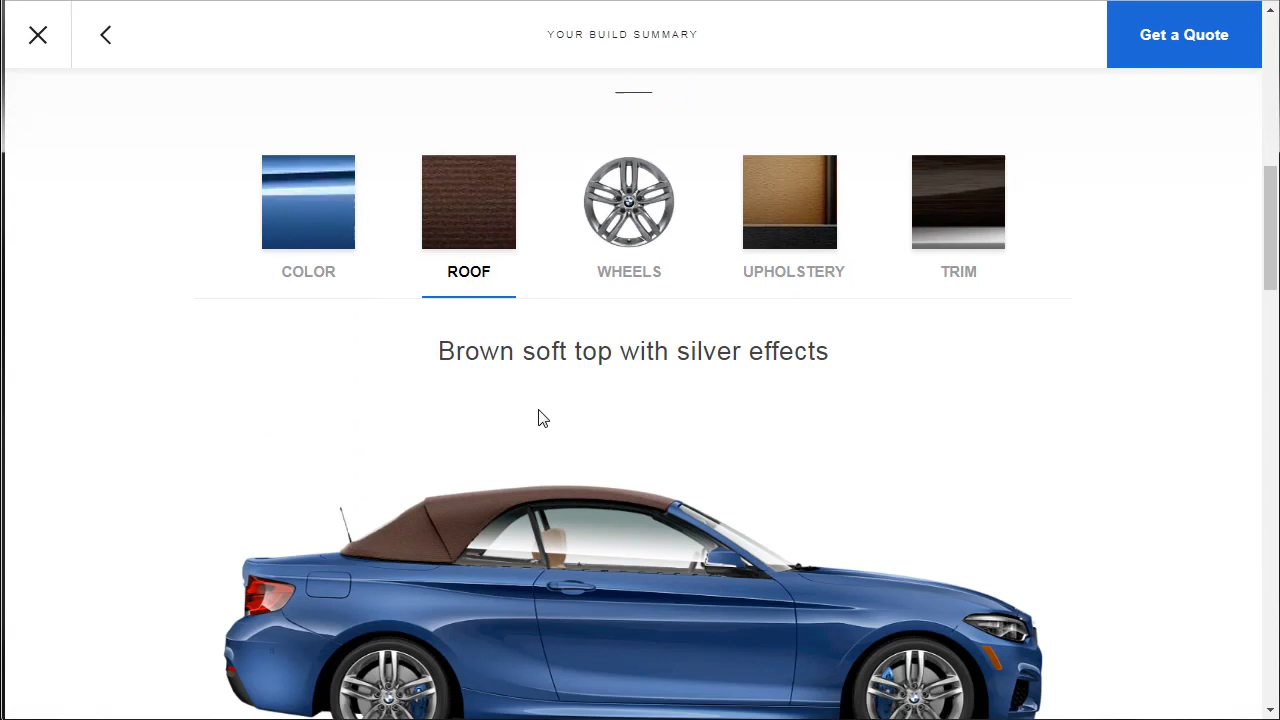 YOUR BUILD SUMMARY
Get a Quote
COLOR
ROOF
WHEELS
UPHOLSTERY
TRIM
Brown soft top with silver effects